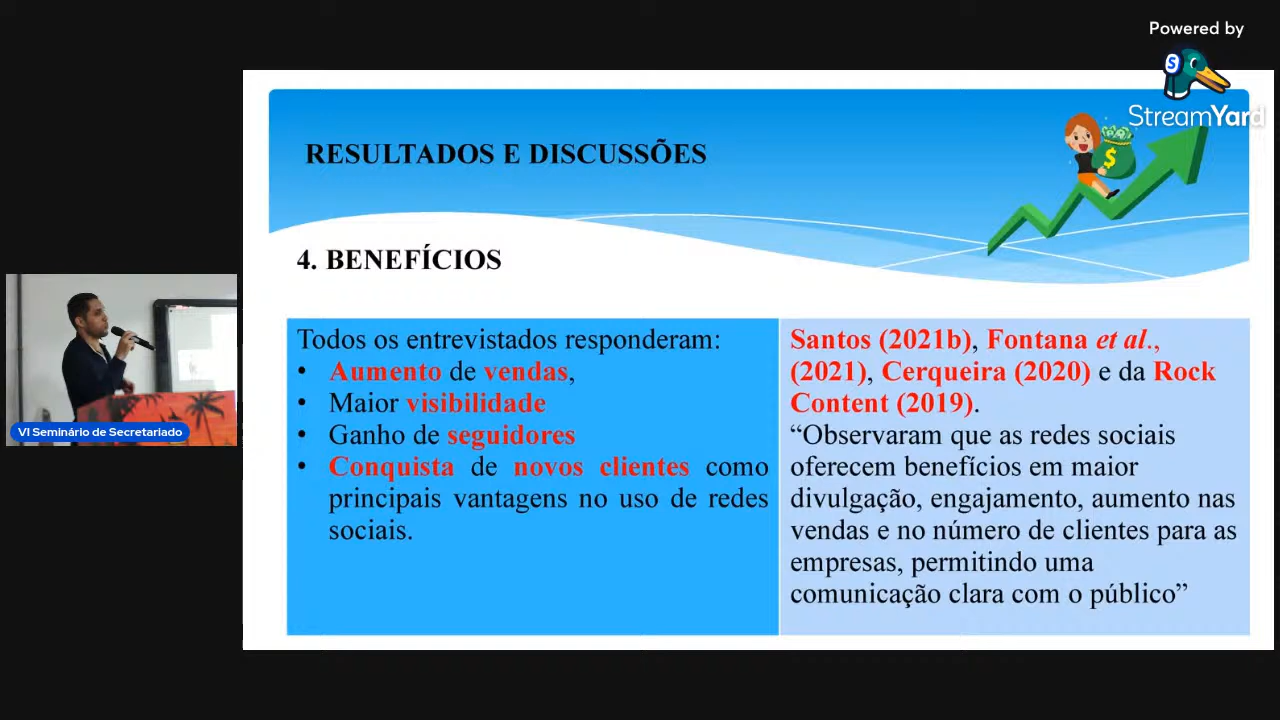 Powered by
StreamYard
RESULTADOS E DISCUSSÕES
$
4. BENEFÍCIOS
Todos os entrevistados responderam:
• Aumento de vendas,
• Maior visibilidade
• Ganho de seguidores
• Conquista de novos clientes como
principais vantagens no uso de redes
sociais.
Santos (2021b), Fontana et al.,
(2021), Cerqueira (2020) e da Rock
Content (2019).
“Observaram que as redes sociais
oferecem benefícios em maior
divulgação, engajamento, aumento nas
vendas e no número de clientes para as
empresas, permitindo uma
comunicação clara com o público”
VI Seminário de Secretariado